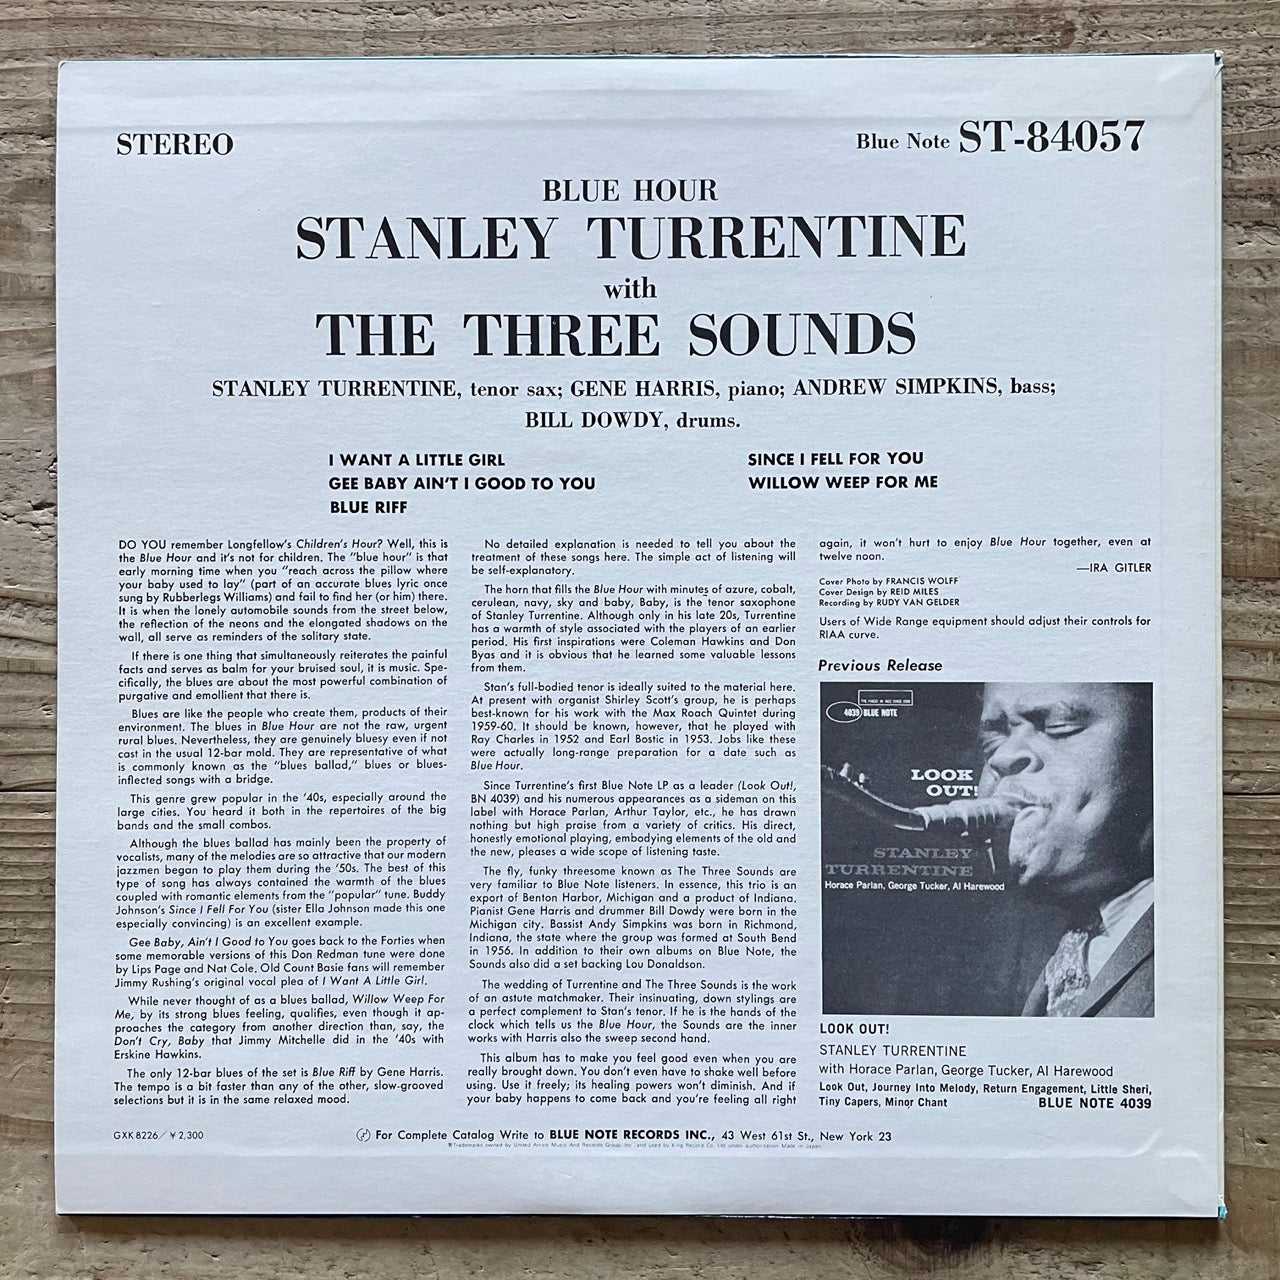 STEREO
Blue Note ST-84057
BLUE HOUR
STANLEY TURRENTINE
with
THE THREE SOUNDS
STANLEY TURRENTINE, tenor sax; GENE HARRIS, piano; ANDREW SIMPKINS, bass;
BILL DOWDY, drums.
I WANT A LITTLE GIRL
GEE BABY AIN'T I GOOD TO YOU
BLUE RIFF
SINCE I FELL FOR YOU
WILLOW WEEP FOR ME
DO YOU remember Longfellow's Children's Hour? Well, this is
the Blue Hour and it's not for children. The "blue hour" is that
early morning time when you "reach across the pillow where
your baby used to lay" (part of an accurate blues lyric once
sung by Rubberlegs Williams) and fail to find her (or him) there.
It is when the lonely automobile sounds from the street below,
the reflection of the neons and the elongated shadows on the
wall, all serve as reminders of the solitary state.
If there is one thing that simultaneously reiterates the painful
facts and serves as balm for your bruised soul, it is music. Spe-
cifically, the blues are about the most powerful combination of
purgative and emollient that there is.
Blues are like the people who create them, products of their
environment. The blues in Blue Hour are not the raw, urgent
rural blues. Nevertheless, they are genuinely bluesy even if not
cast in the usual 12-bar mold. They are representative of what
is commonly known as the "blues ballad," blues or blues-
inflected songs with a bridge.
This genre grew popular in the '40s, especially around the
large cities. You heard it both in the repertoires of the big
bands and the small combos.
Although the blues ballad has mainly been the property of
vocalists, many of the melodies are so attractive that our modern
jazzmen began to play them during the '50s. The best of this
type of song has always contained the warmth of the blues
coupled with romantic elements from the "popular" tune. Buddy
Johnson's Since I Fell For You (sister Ella Johnson made this one
especially convincing) is an excellent example.
Gee Baby, Ain't I Good to You goes back to the Forties when
some memorable versions of this Don Redman tune were done
by Lips Page and Nat Cole. Old Count Basie fans will remember
Jimmy Rushing's original vocal plea of I Want A Little Girl.
While never thought of as a blues ballad, Willow Weep For
Me, by its strong blues feeling, qualifies, even though it ap-
proaches the category from another direction than, say, the
Don't Cry, Baby that Jimmy Mitchelle did in the '40s with
Erskine Hawkins.
The only 12-bar blues of the set is Blue Riff by Gene Harris.
The tempo is a bit faster than any of the other, slow-grooved
selections but it is in the same relaxed mood.
No detailed explanation is needed to tell you about the
treatment of these songs here. The simple act of listening will
be self-explanatory.
The horn that fills the Blue Hour with minutes of azure, cobalt,
cerulean, navy, sky and baby, Baby, is the tenor saxophone
of Stanley Turrentine. Although only in his late 20s, Turrentine
has a warmth of style associated with the players of an earlier
period. His first inspirations were Coleman Hawkins and Don
Byas and it is obvious that he learned some valuable lessons
from them.
Stan's full-bodied tenor is ideally suited to the material here.
At present with organist Shirley Scott's group, he is perhaps
best-known for his work with the Max Roach Quintet during
1959-60. It should be known, however, that he played with
Ray Charles in 1952 and Earl Bostic in 1953. Jobs like these
were actually long-range preparation for a date such as
Blue Hour.
Since Turrentine's first Blue Note LP as a leader (Look Out!,
BN 4039) and his numerous appearances as a sideman on this
label with Horace Parlan, Arthur Taylor, etc., he has drawn
nothing but high praise from a variety of critics. His direct,
honestly emotional playing, embodying elements of the old and
the new, pleases a wide scope of listening taste.
The fly, funky threesome known as The Three Sounds are
very familiar to Blue Note listeners. In essence, this trio is an
export of Benton Harbor, Michigan and a product of Indiana.
Pianist Gene Harris and drummer Bill Dowdy were born in the
Michigan city. Bassist Andy Simpkins was born in Richmond,
Indiana, the state where the group was formed at South Bend
in 1956. In addition to their own albums on Blue Note, the
Sounds also did a set backing Lou Donaldson.
The wedding of Turrentine and The Three Sounds is the work
of an astute matchmaker. Their insinuating, down stylings are
a perfect complement to Stan's tenor. If he is the hands of the
clock which tells us the Blue Hour, the Sounds are the inner
works with Harris also the sweep second hand.
This album has to make you feel good even when you are
really brought down. You don't even have to shake well before
using. Use it freely; its healing powers won't diminish. And if
your baby happens to come back and you're feeling all right
again, it won't hurt to enjoy Blue Hour together, even at
twelve noon.
—IRA GITLER
Cover Photo by FRANCIS WOLFF
Cover Design by REID MILES
Recording by RUDY VAN GELDER
Users of Wide Range equipment should adjust their controls for
RIAA curve.
Previous Release
THE FINEST IN JAZZ SINCE 1939
4039 BLUE NOTE
LOOK
OUT!
STANLEY
TURRENTINE
Horace Parlan, George Tucker, Al Harewood
LOOK OUT!
STANLEY TURRENTINE
with Horace Parlan, George Tucker, Al Harewood
Look Out, Journey Into Melody, Return Engagement, Little Sheri,
Tiny Capers, Minor Chant BLUE NOTE 4039
GXK 8226/¥2,300
For Complete Catalog Write to BLUE NOTE RECORDS INC., 43 West 61st St., New York 23
®Trademarks owned by United Artists Music And Records Group, Inc. and used by King Record Co. Ltd under authorization Made in Japan